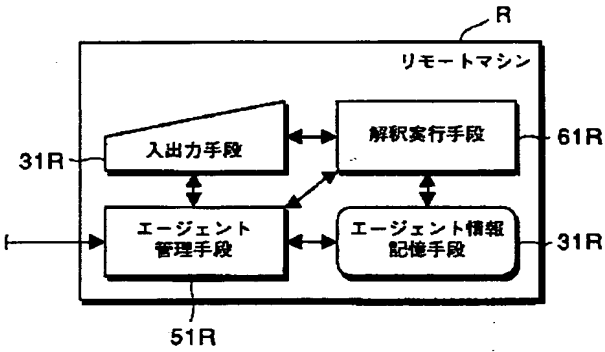 R
リモートマシン
入出力手段
31R
解釈実行手段
61R
エージェント
管理手段
51R
エージェント情報
記憶手段
31R